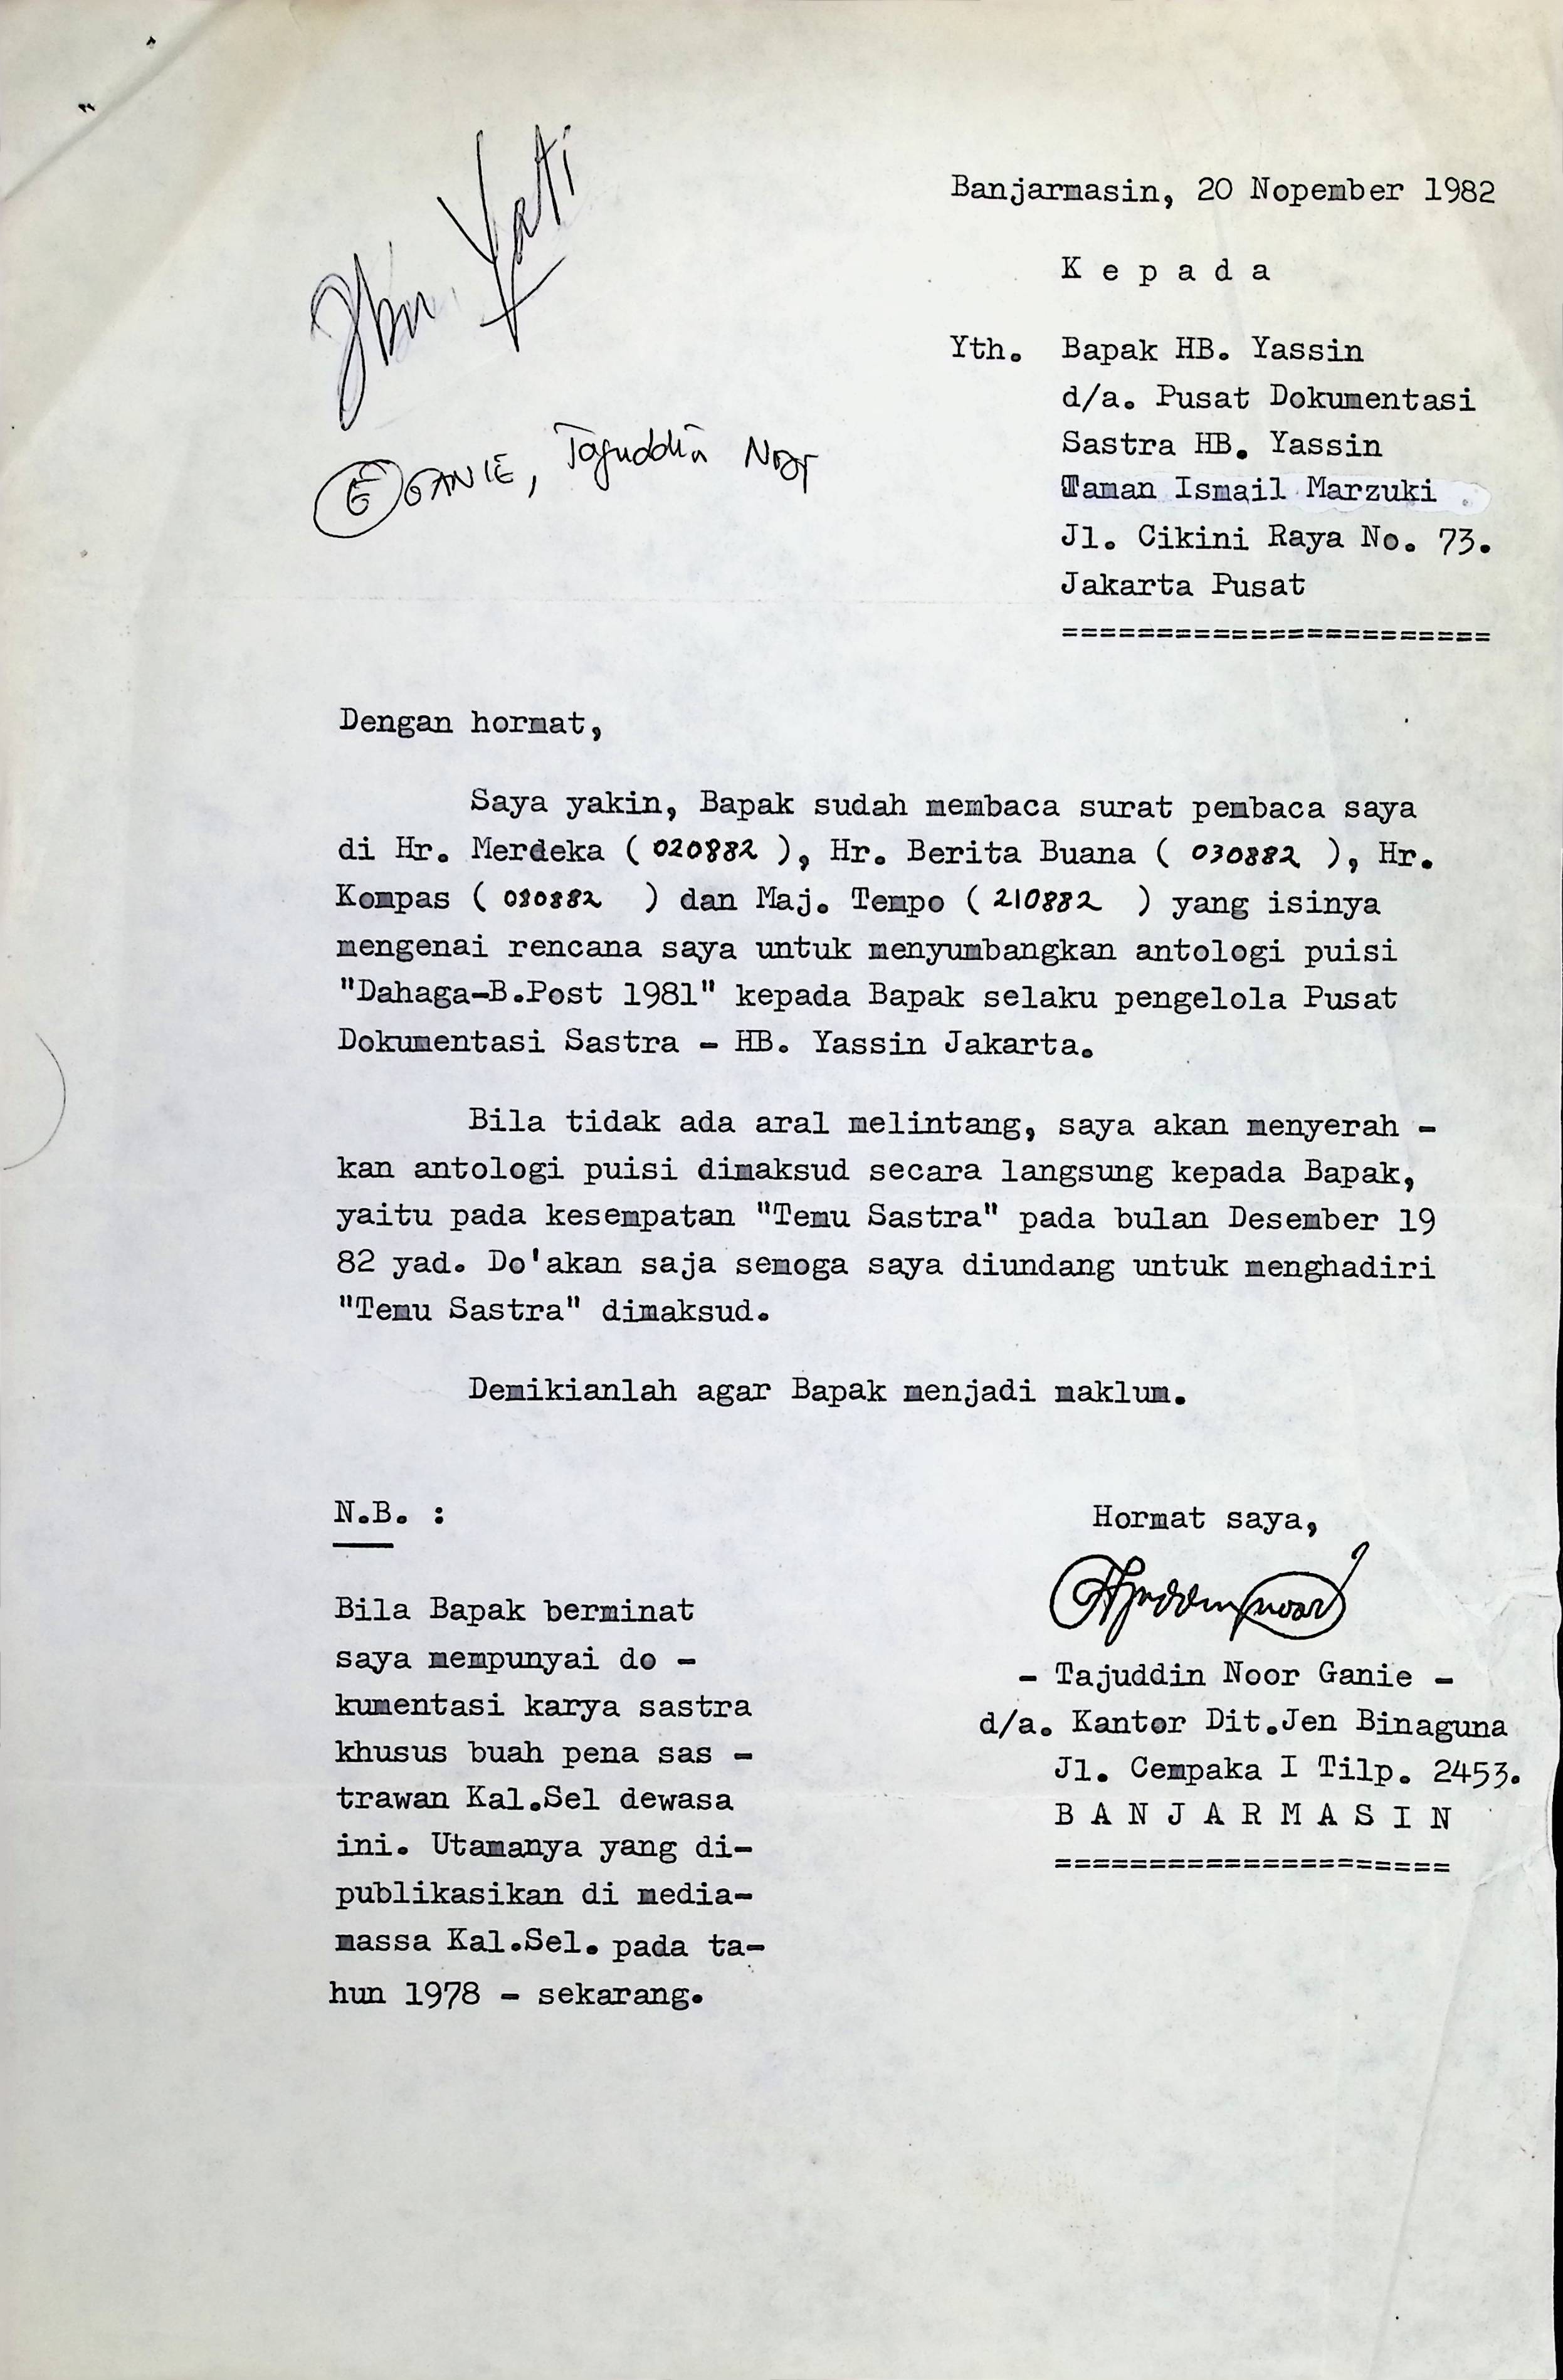 Ibu Yati
Banjarmasin, 20 Nopember 1982
K e p a d a
Yth. Bapak HB. Yassin
d/a. Pusat Dokumentasi
Sastra HB. Yassin
Taman Ismail Marzuki
Jl. Cikini Raya No. 73.
Jakarta Pusat
=======================
G GANIE, Tajuddin Noor
Dengan hormat,
Saya yakin, Bapak sudah membaca surat pembaca saya
di Hr. Merdeka ( 020882 ), Hr. Berita Buana ( 030882 ), Hr.
Kompas ( 080882 ) dan Maj. Tempo ( 210882 ) yang isinya
mengenai rencana saya untuk menyumbangkan antologi puisi
"Dahaga-B.Post 1981" kepada Bapak selaku pengelola Pusat
Dokumentasi Sastra - HB. Yassin Jakarta.
Bila tidak ada aral melintang, saya akan menyerah -
kan antologi puisi dimaksud secara langsung kepada Bapak,
yaitu pada kesempatan "Temu Sastra" pada bulan Desember 19
82 yad. Do'akan saja semoga saya diundang untuk menghadiri
"Temu Sastra" dimaksud.
Demikianlah agar Bapak menjadi maklum.
Hormat saya,
- Tajuddin Noor Ganie -
d/a. Kantor Dit.Jen Binaguna
Jl. Cempaka I Tilp. 2453.
B A N J A R M A S I N
=====================
N.B. :
Bila Bapak berminat
saya mempunyai do -
kumentasi karya sastra
khusus buah pena sas -
trawan Kal.Sel dewasa
ini. Utamanya yang di-
publikasikan di media-
massa Kal.Sel. pada ta-
hun 1978 - sekarang.